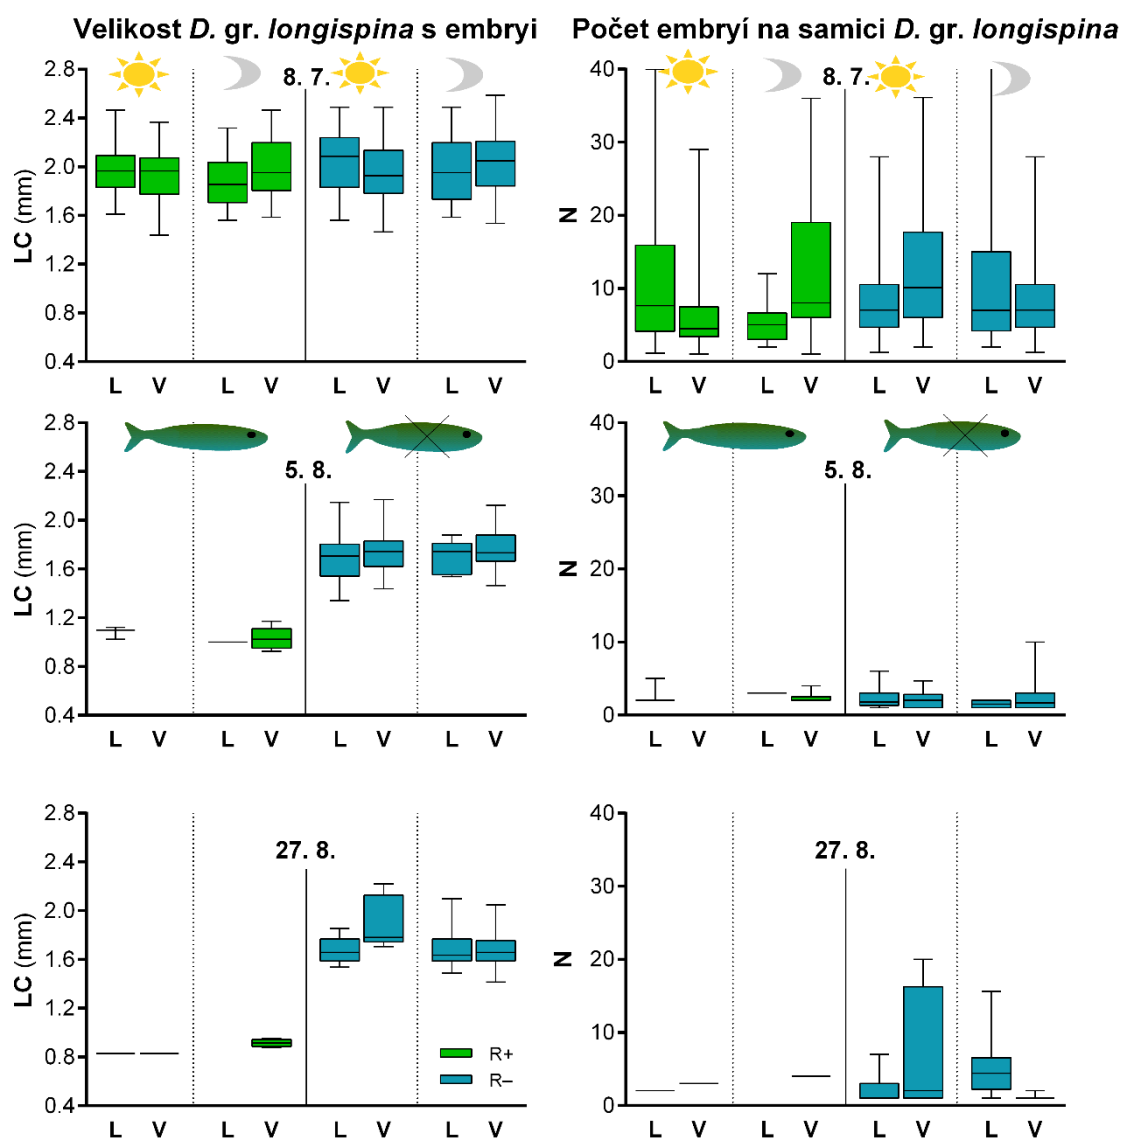 Velikost D. gr. longispina s embryi
Počet embryí na samici D. gr. longispina
8. 7.
LC (mm)
2.8
2.4
2.0
1.6
1.2
0.8
0.4
L V L V L V L V
8. 7.
N
40
30
20
10
0
L V L V L V L V
5. 8.
LC (mm)
2.8
2.4
2.0
1.6
1.2
0.8
0.4
L V L V L V L V
5. 8.
N
40
30
20
10
0
L V L V L V L V
27. 8.
LC (mm)
2.8
2.4
2.0
1.6
1.2
0.8
0.4
R+
R–
L V L V L V L V
27. 8.
N
40
30
20
10
0
L V L V L V L V